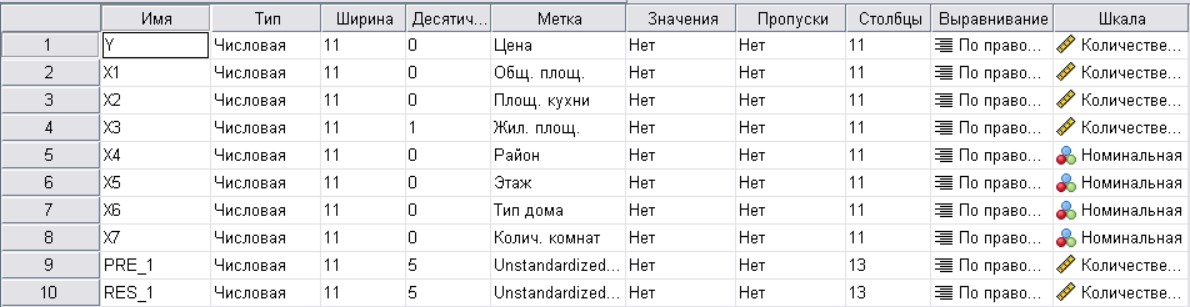 Имя Тип Ширина Десятич... Метка Значения Пропуски Столбцы Выравнивание Шкала
1 Y Числовая 11 0 Цена Нет Нет 11 По право... Количестве...
2 X1 Числовая 11 0 Общ. площ. Нет Нет 11 По право... Количестве...
3 X2 Числовая 11 0 Площ. кухни Нет Нет 11 По право... Количестве...
4 X3 Числовая 11 1 Жил. площ. Нет Нет 11 По право... Количестве...
5 X4 Числовая 11 0 Район Нет Нет 11 По право... Номинальная
6 X5 Числовая 11 0 Этаж Нет Нет 11 По право... Номинальная
7 X6 Числовая 11 0 Тип дома Нет Нет 11 По право... Номинальная
8 X7 Числовая 11 0 Колич. комнат Нет Нет 11 По право... Номинальная
9 PRE_1 Числовая 11 5 Unstandardized... Нет Нет 13 По право... Количестве...
10 RES_1 Числовая 11 5 Unstandardized... Нет Нет 13 По право... Количестве...